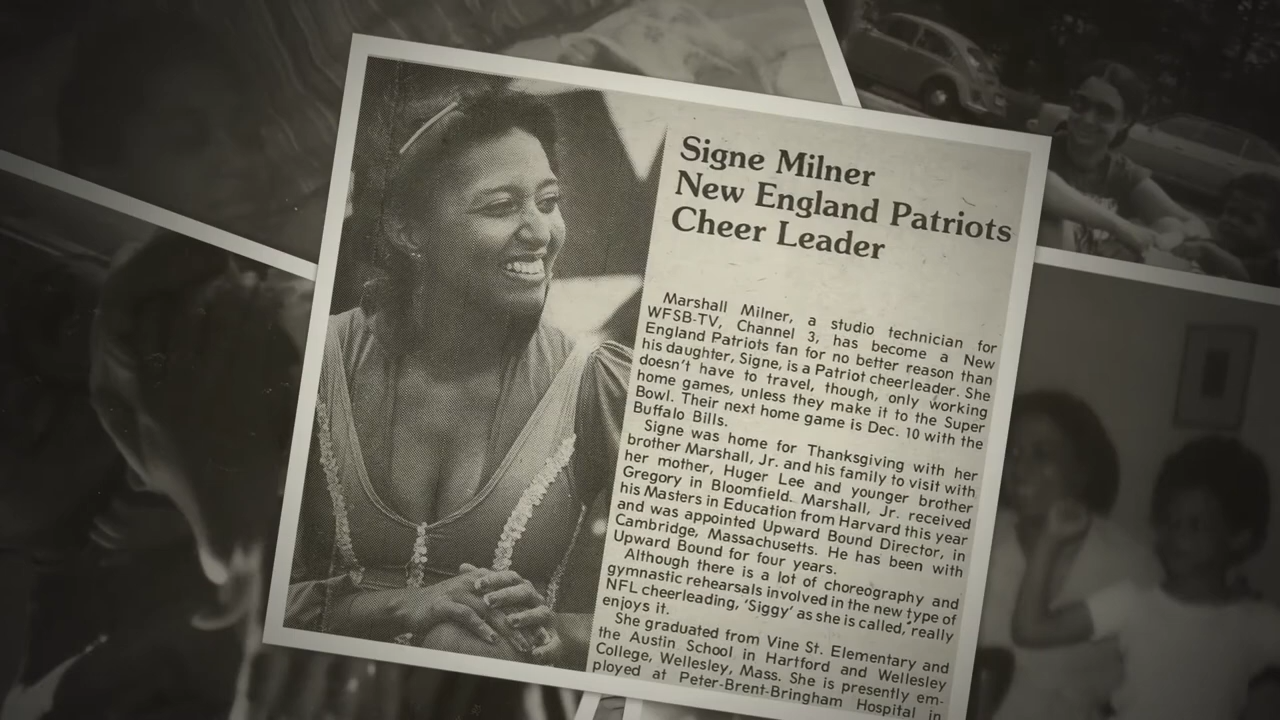 Signe Milner
New England Patriots
Cheer Leader
Marshall Milner, a studio technician for
WFSB-TV, Channel 3, has become a New
England Patriots fan for no better reason than
his daughter, Signe, is a Patriot cheerleader. She
doesn't have to travel, though, only working
home games, unless they make it to the Super
Bowl. Their next home game is Dec. 10 with the
Buffalo Bills.
Signe was home for Thanksgiving with her
brother Marshall, Jr. and his family to visit with
her mother, Huger Lee and younger brother
Gregory in Bloomfield. Marshall, Jr. received
his Masters in Education from Harvard this year
and was appointed Upward Bound Director, in
Cambridge, Massachusetts. He has been with
Upward Bound for four years.
Although there is a lot of choreography and
gymnastic rehearsals involved in the new type of
NFL cheerleading, 'Siggy' as she is called, really
enjoys it.
She graduated from Vine St. Elementary and
the Austin School in Hartford and Wellesley
College, Wellesley, Mass. She is presently em-
ployed at Peter-Brent-Bringham Hospital in